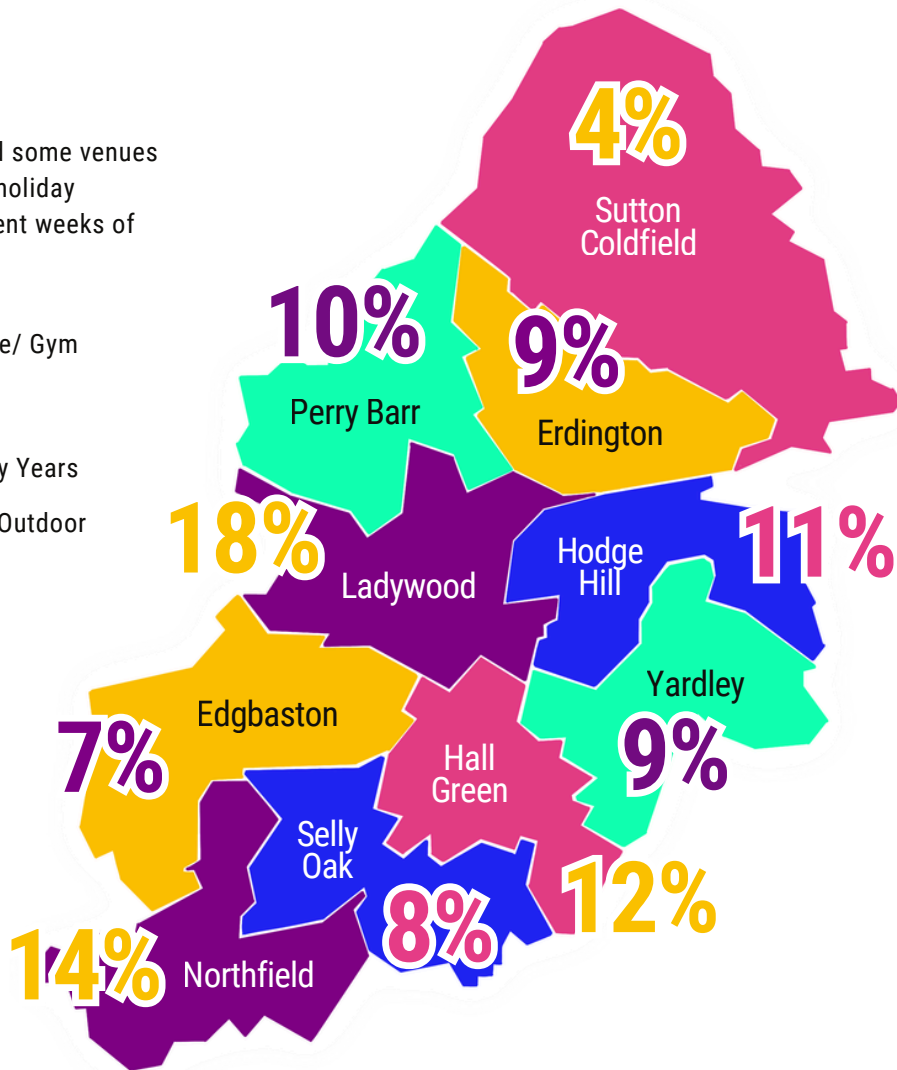 some venues
holiday
ent weeks of
e/ Gym
y Years
Outdoor
4%
Sutton
Coldfield
10%
Perry Barr
9%
Erdington
18%
Ladywood
Hodge
Hill
11%
Yardley
9%
Edgbaston
7%
Hall
Green
12%
Selly
Oak
8%
14%
Northfield